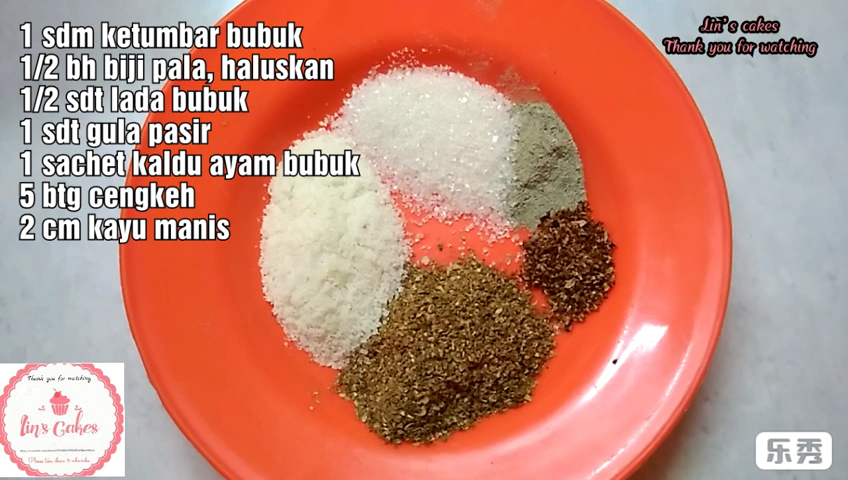 1 sdm ketumbar bubuk
1/2 bh biji pala, haluskan
1/2 sdt lada bubuk
1 sdt gula pasir
1 sachet kaldu ayam bubuk
5 btg cengkeh
2 cm kayu manis
Lin's cakes
Thank you for watching
Thank you for watching
Lin's Cakes
乐秀